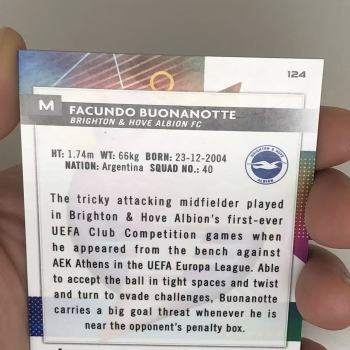 124
M FACUNDO BUONANOTTE
BRIGHTON & HOVE ALBION FC
HT: 1.74m WT: 66kg BORN: 23-12-2004
NATION: Argentina SQUAD NO.: 40
BRIGHTON & HOVE
ALBION
The tricky attacking midfielder played
in Brighton & Hove Albion's first-ever
UEFA Club Competition games when
he appeared from the bench against
AEK Athens in the UEFA Europa League. Able
to accept the ball in tight spaces and twist
and turn to evade challenges, Buonanotte
carries a big goal threat whenever he is
near the opponent's penalty box.